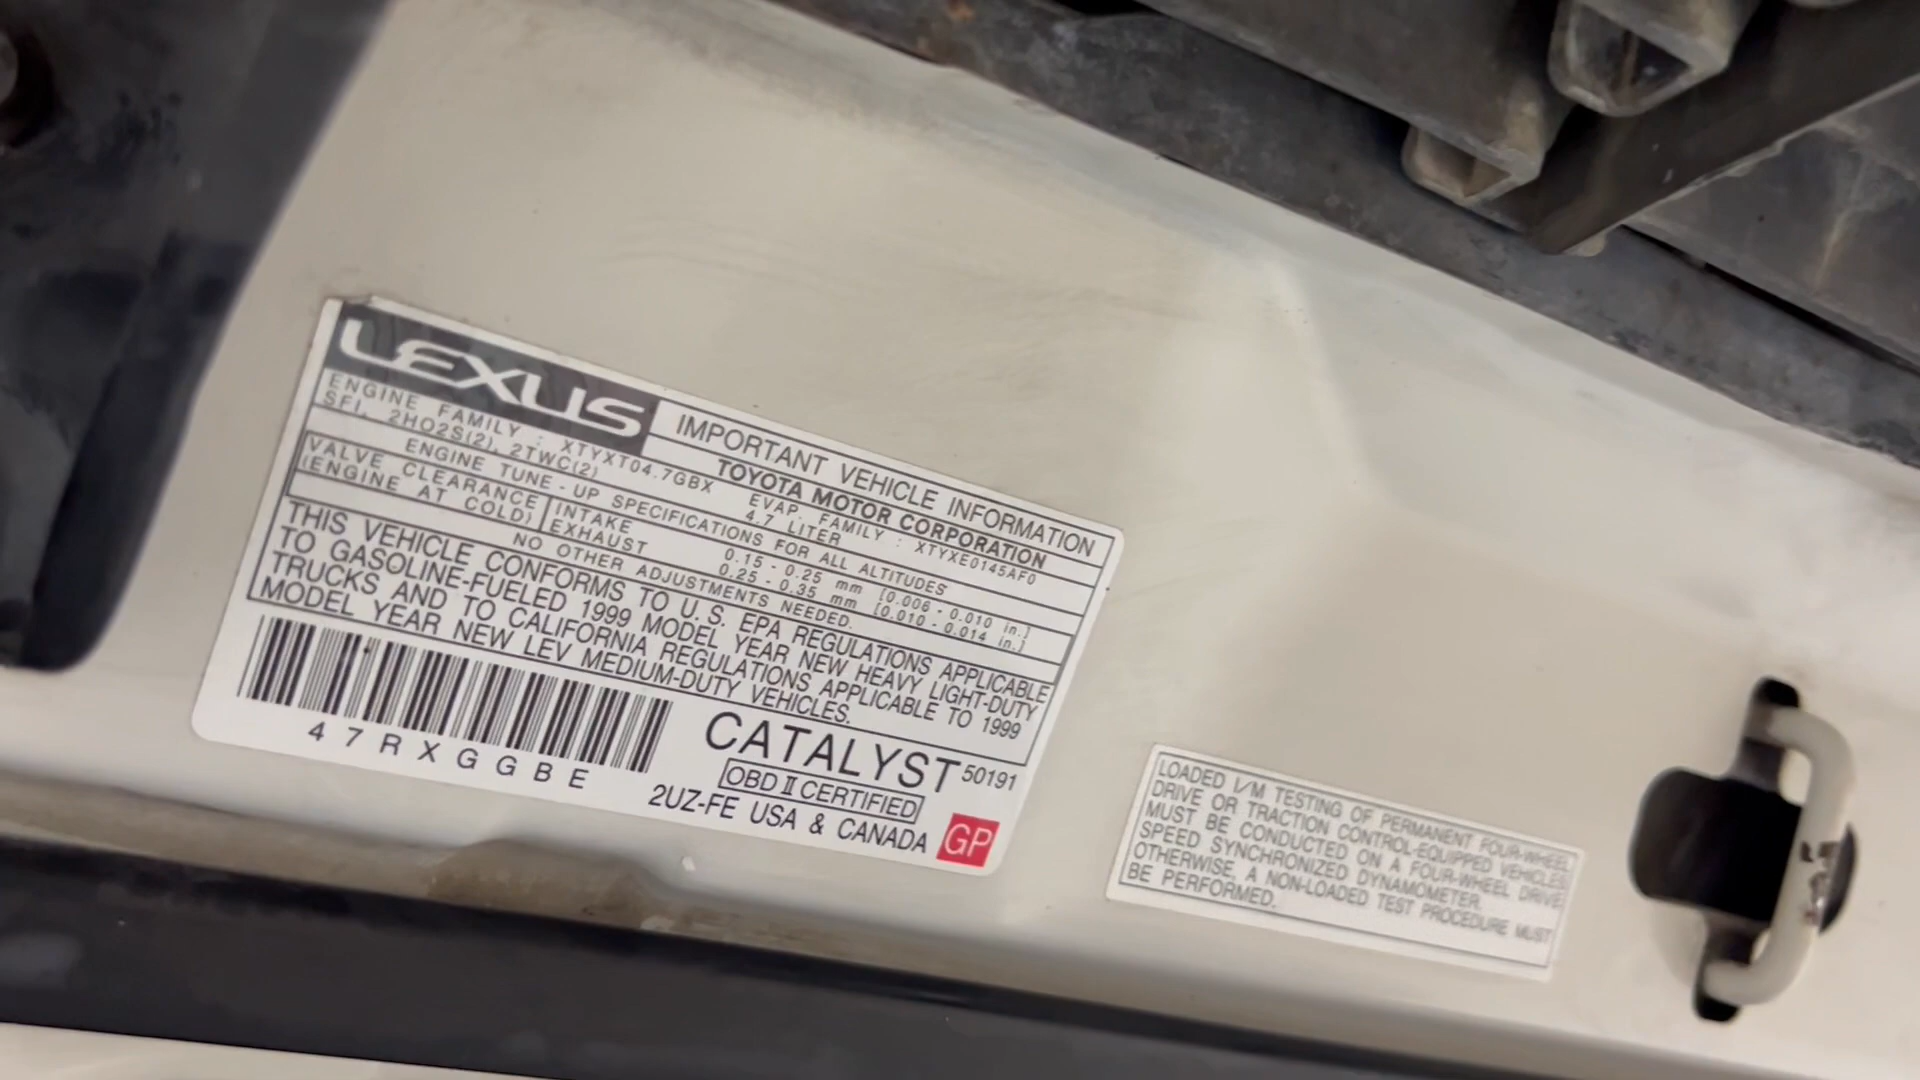 LEXUS
IMPORTANT VEHICLE INFORMATION
TOYOTA MOTOR CORPORATION
ENGINE FAMILY : XTYXT04.7GBX EVAP. FAMILY : XTYXE0145AF0
SFI, 2HO2S(2), 2TWC(2) 4.7 LITER
ENGINE TUNE-UP SPECIFICATIONS FOR ALL ALTITUDES
VALVE CLEARANCE INTAKE 0.15 - 0.25 mm [0.006 - 0.010 in.]
(ENGINE AT COLD) EXHAUST 0.25 - 0.35 mm [0.010 - 0.014 in.]
NO OTHER ADJUSTMENTS NEEDED.
THIS VEHICLE CONFORMS TO U.S. EPA REGULATIONS APPLICABLE
TO GASOLINE-FUELED 1999 MODEL YEAR NEW HEAVY LIGHT-DUTY
TRUCKS AND TO CALIFORNIA REGULATIONS APPLICABLE TO 1999
MODEL YEAR NEW LEV MEDIUM-DUTY VEHICLES.
47RXGGBE
CATALYST 50191
OBD II CERTIFIED
2UZ-FE USA & CANADA GP
LOADED I/M TESTING OF PERMANENT FOUR-WHEEL
DRIVE OR TRACTION CONTROL-EQUIPPED VEHICLES
MUST BE CONDUCTED ON A FOUR-WHEEL DRIVE
SPEED SYNCHRONIZED DYNAMOMETER.
OTHERWISE, A NON-LOADED TEST PROCEDURE MUST
BE PERFORMED.